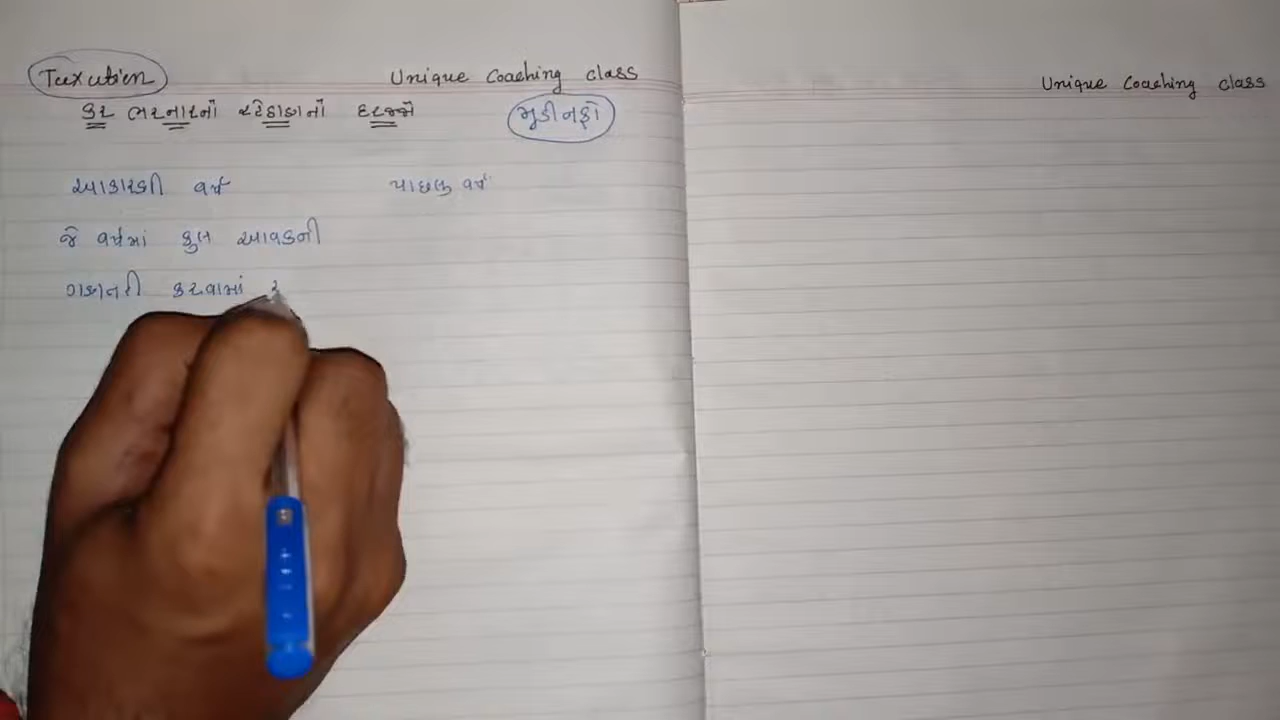 Taxation Unique Coaching class
કર ભરનારનો રહેઠાણનો દરજ્જો મૂડી નફો
આકારણી વર્ષ પાછલુ વર્ષ
જે વર્ષમાં કુલ આવકની
ગણતરી કરવામાં
Unique Coaching class